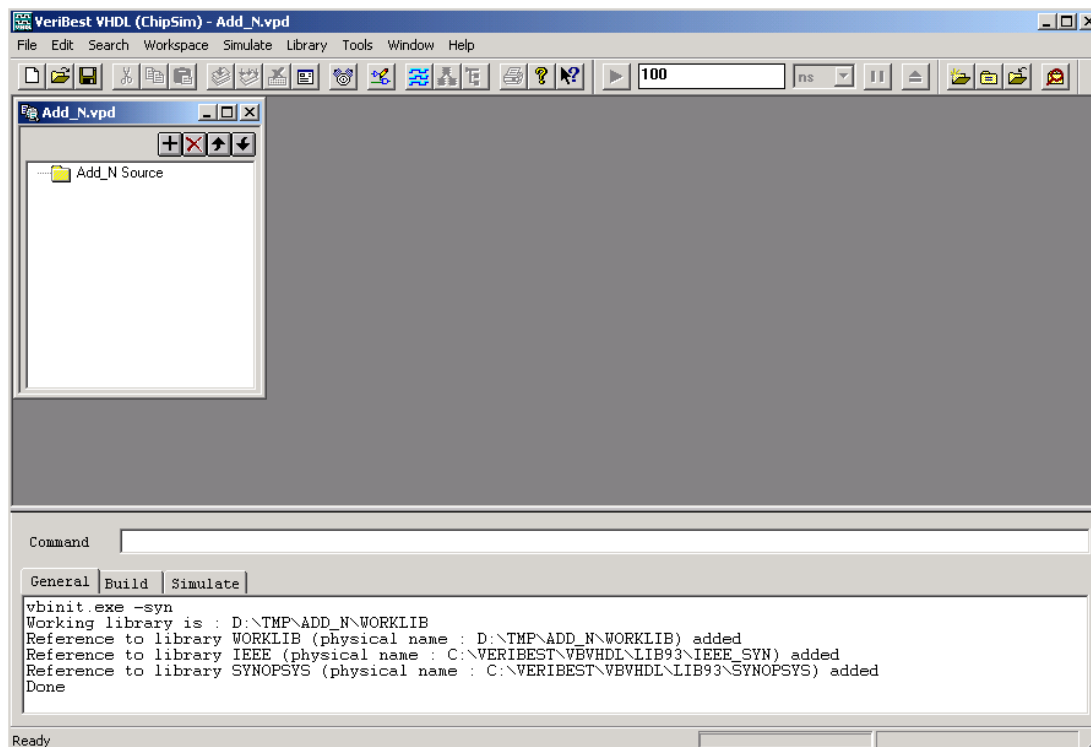 VeriBest VHDL (ChipSim) - Add_N.vpd
File Edit Search Workspace Simulate Library Tools Window Help
100 ns
Add_N.vpd
Add_N Source
Command
General Build Simulate
vbinit.exe -syn
Working library is : D:\TMP\ADD_N\WORKLIB
Reference to library WORKLIB (physical name : D:\TMP\ADD_N\WORKLIB) added
Reference to library IEEE (physical name : C:\VERIBEST\VBVHDL\LIB93\IEEE_SYN) added
Reference to library SYNOPSYS (physical name : C:\VERIBEST\VBVHDL\LIB93\SYNOPSYS) added
Done
Ready